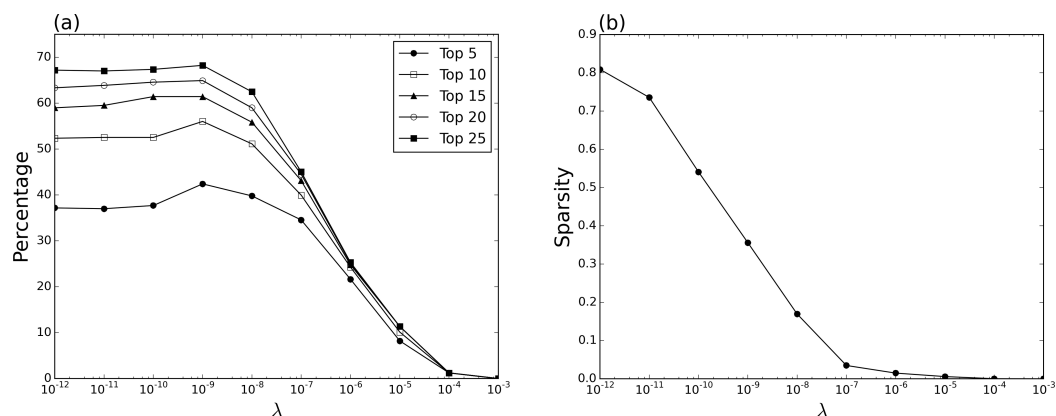 (a)
Percentage
70
60
50
40
30
20
10
0
10^-12 10^-11 10^-10 10^-9 10^-8 10^-7 10^-6 10^-5 10^-4 10^-3
λ
Top 5
Top 10
Top 15
Top 20
Top 25
(b)
Sparsity
0.9
0.8
0.7
0.6
0.5
0.4
0.3
0.2
0.1
0.0
10^-12 10^-11 10^-10 10^-9 10^-8 10^-7 10^-6 10^-5 10^-4 10^-3
λ